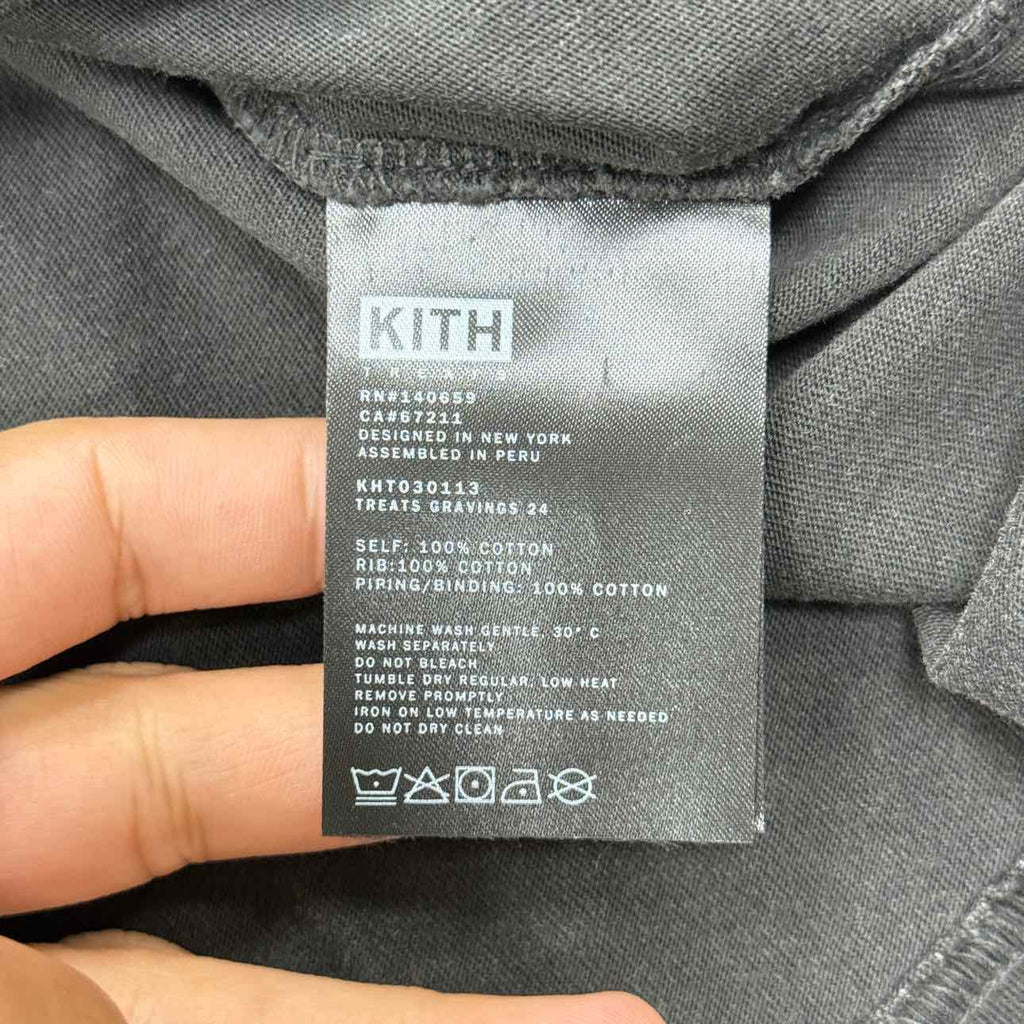 KITH
TREATS
RN#140659
CA#67211
DESIGNED IN NEW YORK
ASSEMBLED IN PERU
KHT030113
TREATS GRAVINGS 24
SELF: 100% COTTON
RIB:100% COTTON
PIPING/BINDING: 100% COTTON
MACHINE WASH GENTLE, 30° C
WASH SEPARATELY
DO NOT BLEACH
TUMBLE DRY REGULAR, LOW HEAT
REMOVE PROMPTLY
IRON ON LOW TEMPERATURE AS NEEDED
DO NOT DRY CLEAN